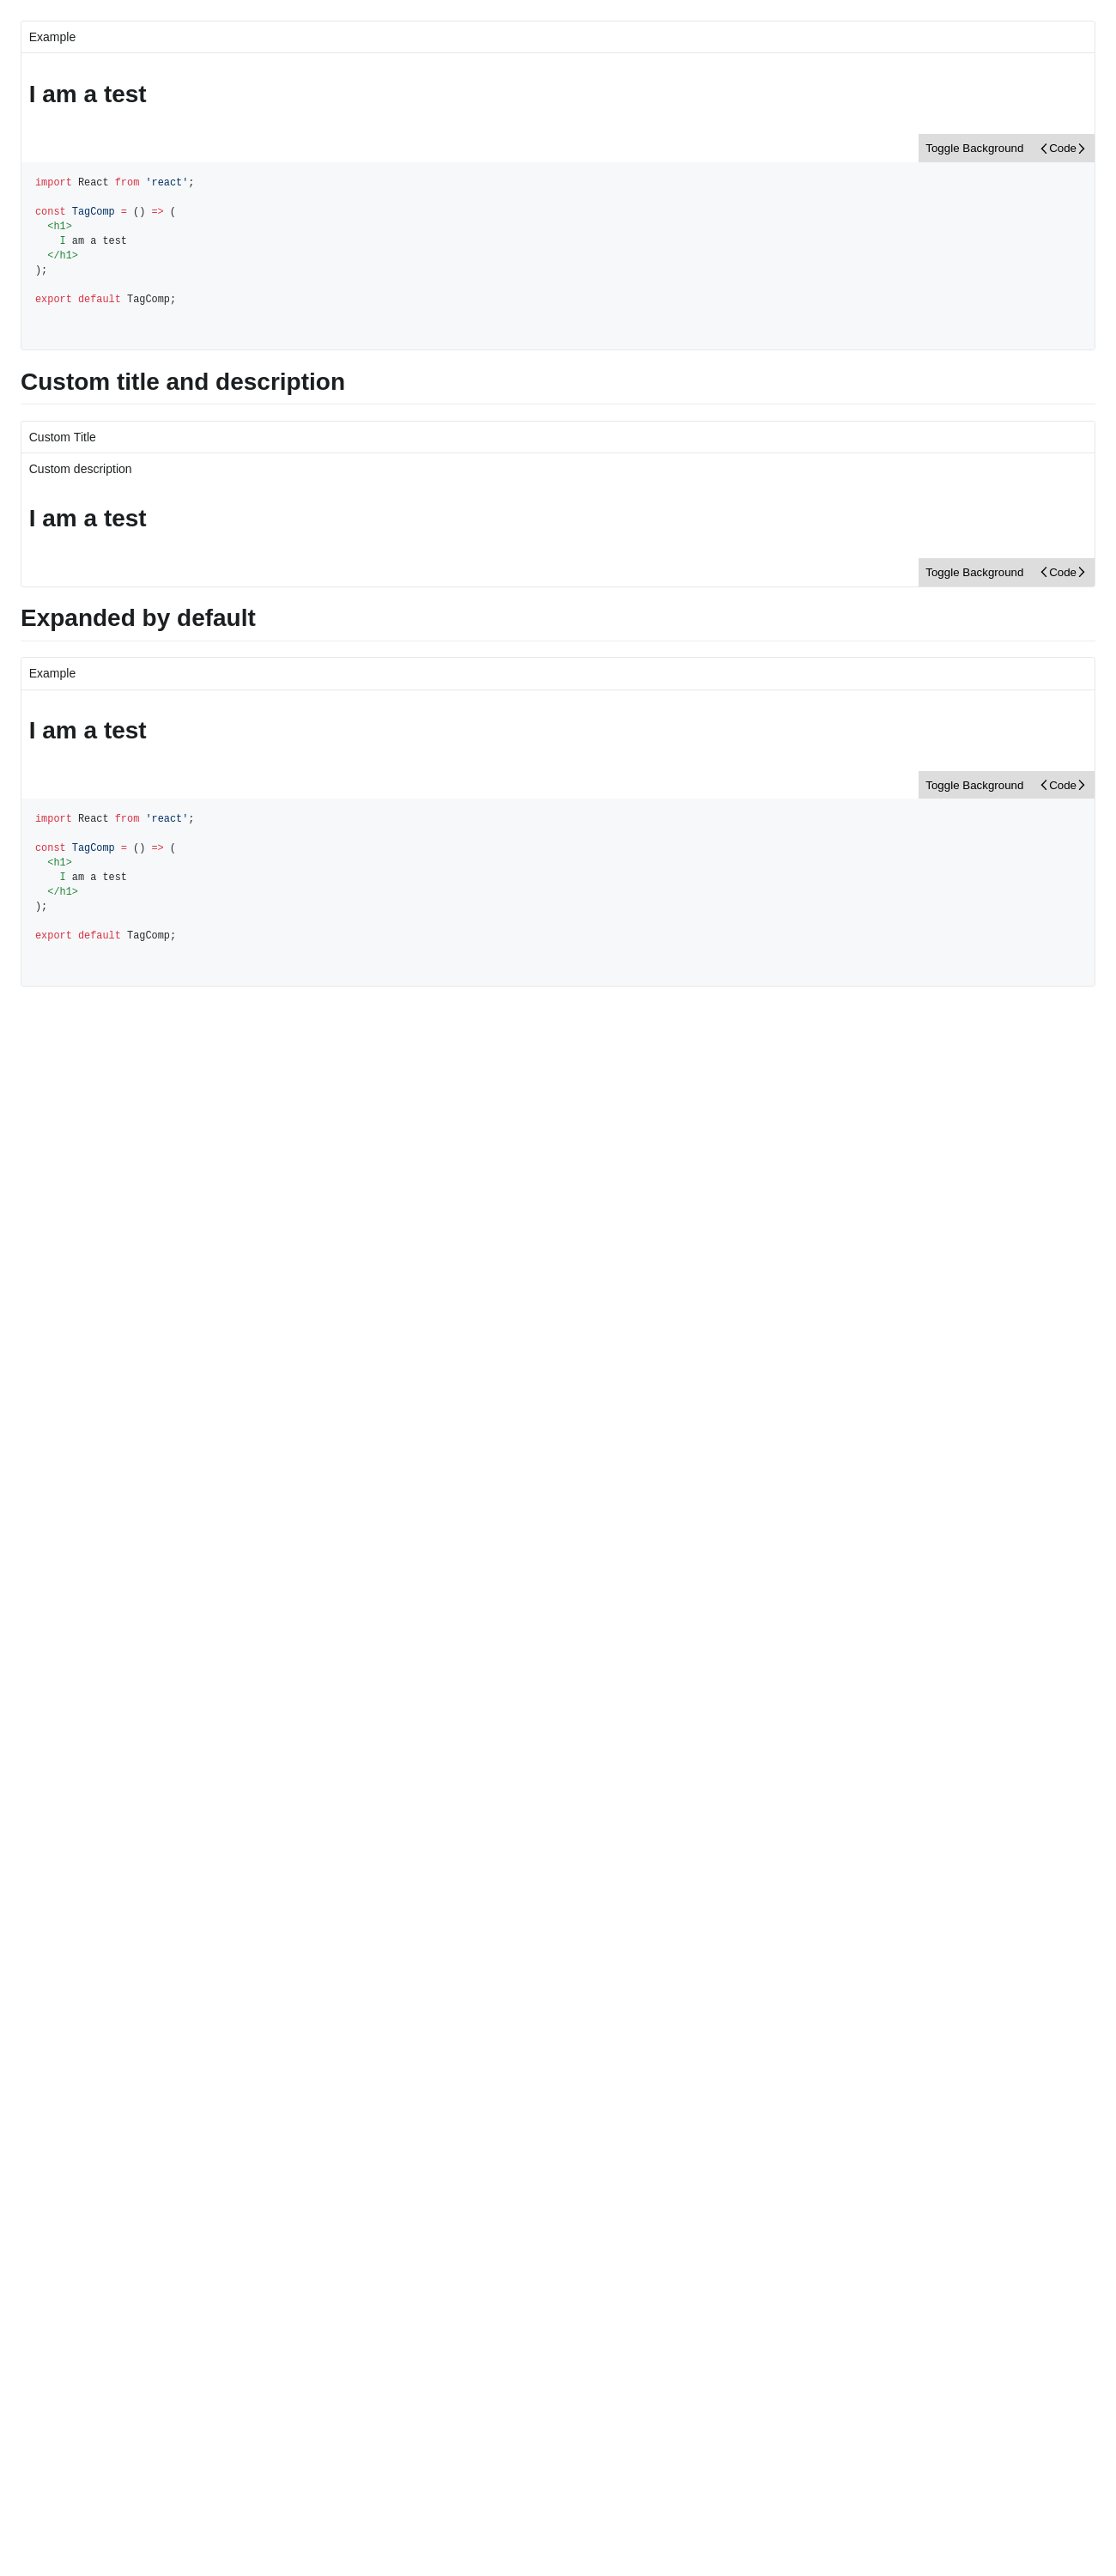 Example
I am a test
Toggle Background <Code>
import React from 'react';
const TagComp = () => (
<h1>
I am a test
</h1>
);
export default TagComp;
Custom title and description
Custom Title
Custom description
I am a test
Toggle Background <Code>
Expanded by default
Example
I am a test
Toggle Background <Code>
import React from 'react';
const TagComp = () => (
<h1>
I am a test
</h1>
);
export default TagComp;